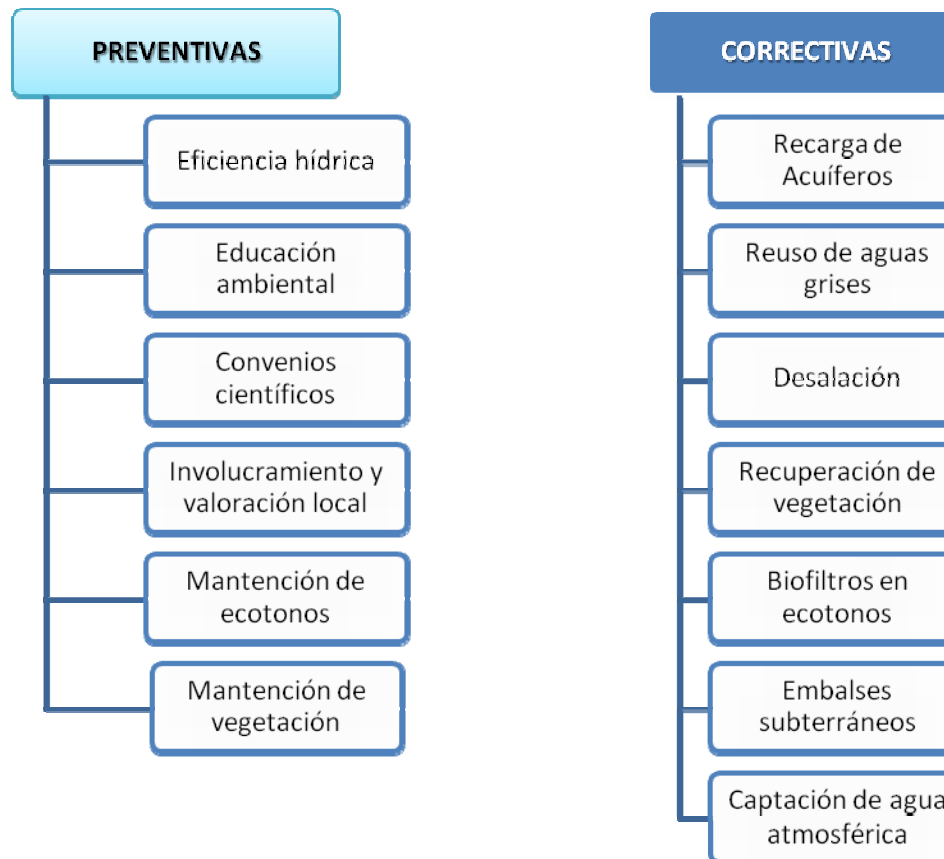 PREVENTIVAS
Eficiencia hídrica
Educación
ambiental
Convenios
científicos
Involucramiento y
valoración local
Mantención de
ecotonos
Mantención de
vegetación
CORRECTIVAS
Recarga de
Acuíferos
Reuso de aguas
grises
Desalación
Recuperación de
vegetación
Biofiltros en
ecotonos
Embalses
subterráneos
Captación de agua
atmosférica